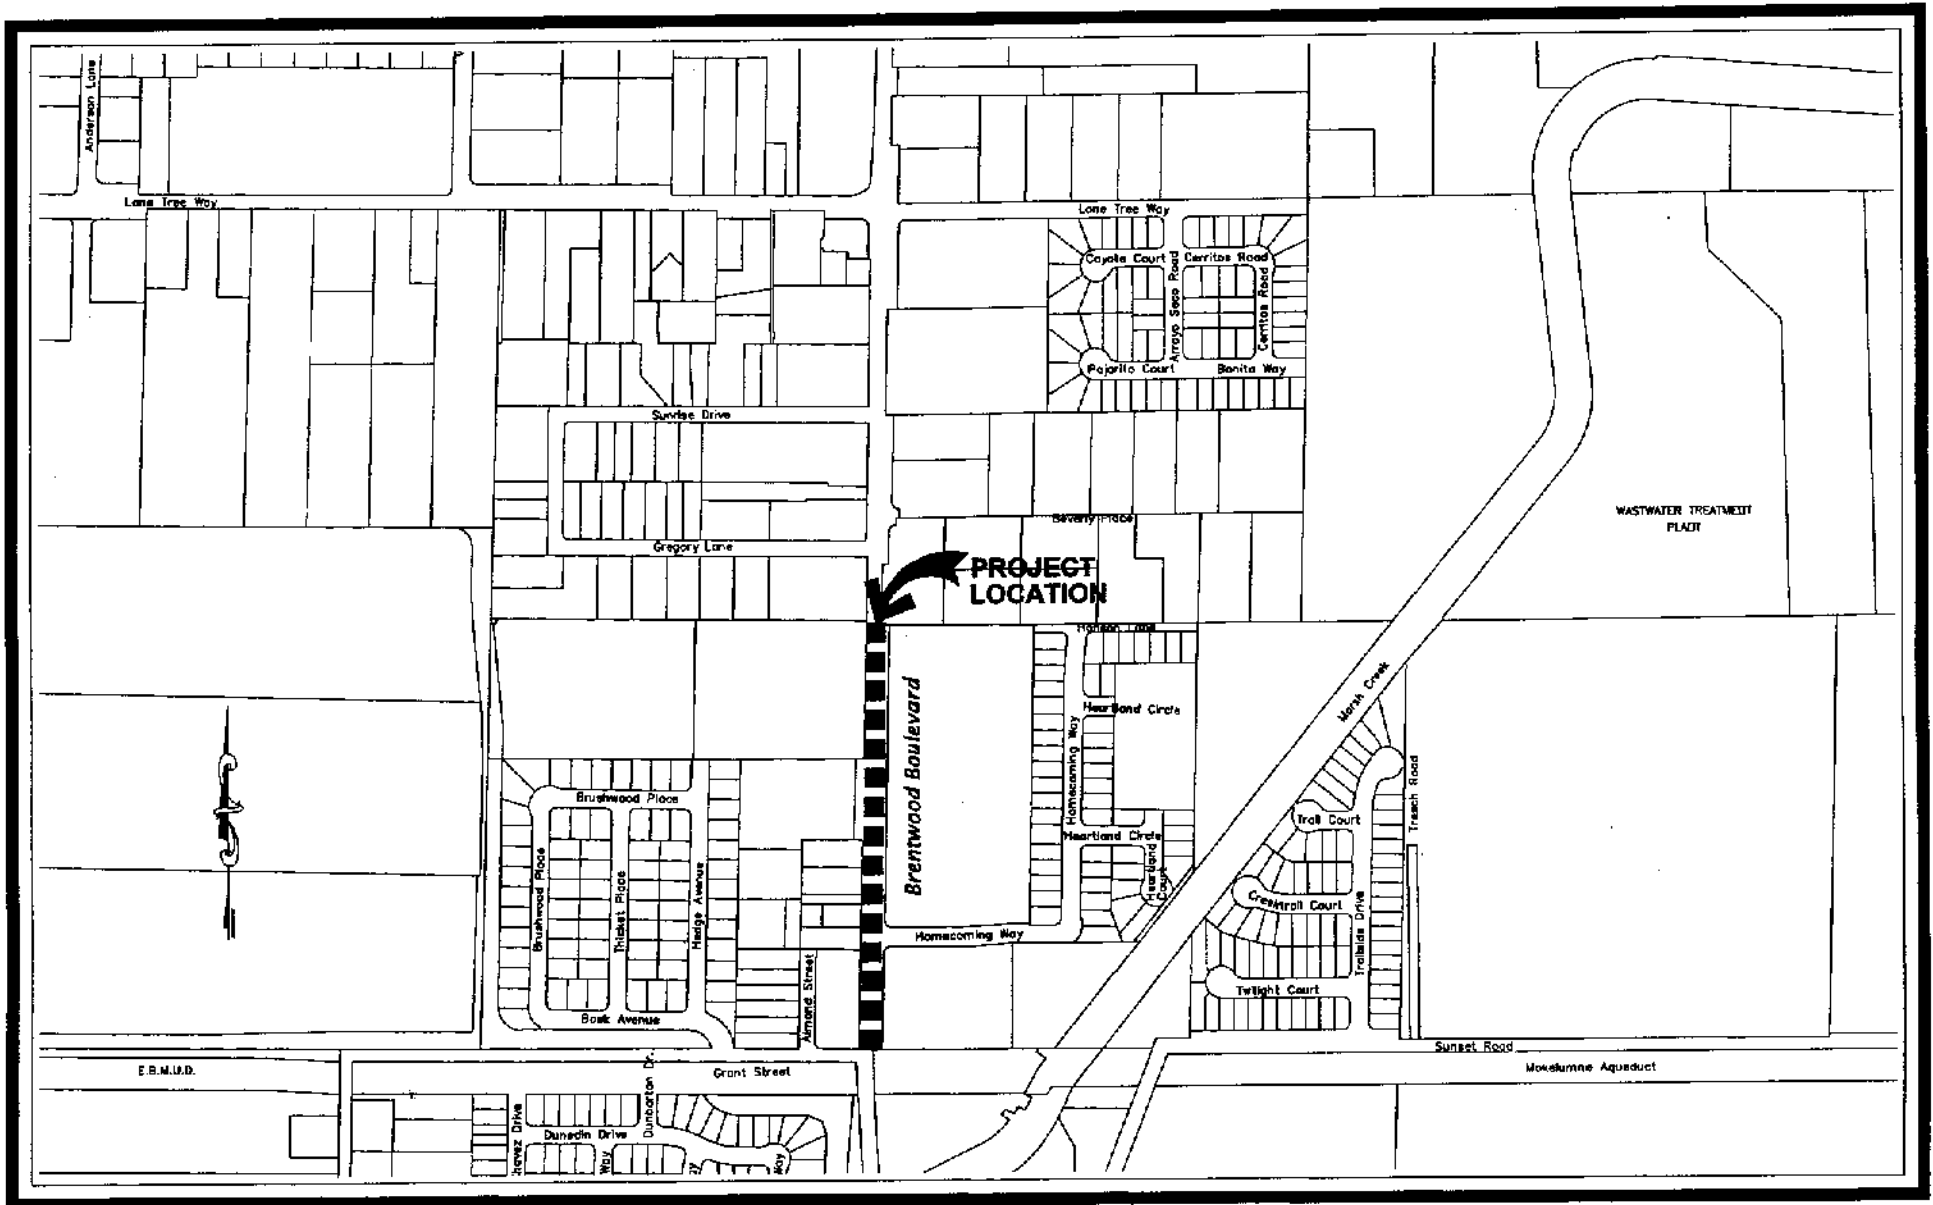 Anderson Lane
Lone Tree Way
Lone Tree Way
Coyote Court
Cerritos Road
Arroyo Seco Road
Cerritos Road
Pajarito Court
Bonita Way
Sunrise Drive
WASTWATER TREATMENT
PLANT
Beverly Place
Gregory Lane
PROJECT
LOCATION
Hanson Lane
Marsh Creek
Brentwood Boulevard
Heartland Circle
Homecoming Way
Treach Road
Brushwood Place
Trail Court
Heartland Circle
Brushwood Place
Thicket Place
Hedge Avenue
Heartland
Court
Creektrail Court
Trailside Drive
Homecoming Way
Almond Street
Twilight Court
Book Avenue
Sunset Road
E.B.M.U.D.
Grant Street
Mokelumne Aqueduct
Dunbarton Dr.
Dunedin Drive
Way
Way